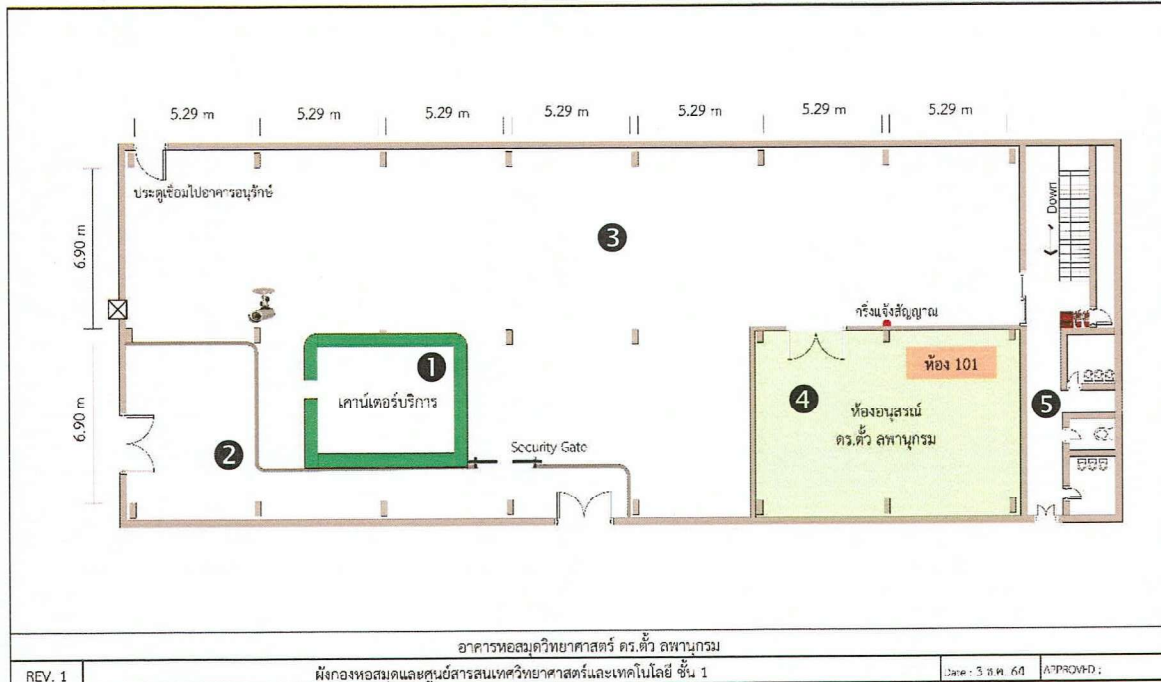 5.29 m 5.29 m 5.29 m 5.29 m 5.29 m 5.29 m 5.29 m
ประตูเชื่อมไปอาคารอนุรักษ์
6.90 m
3
กริ่งแจ้งสัญญาณ
Down
1
เคาน์เตอร์บริการ
ห้อง 101
4
ห้องอนุสรณ์
ดร.ตั้ว ลพานุกรม
5
6.90 m
2
Security Gate
อาคารหอสมุดวิทยาศาสตร์ ดร.ตั้ว ลพานุกรม
REV. 1 ผังกองหอสมุดและศูนย์สารสนเทศวิทยาศาสตร์และเทคโนโลยี ชั้น 1 Date : 3 ธ.ค. 64 APPROVED :